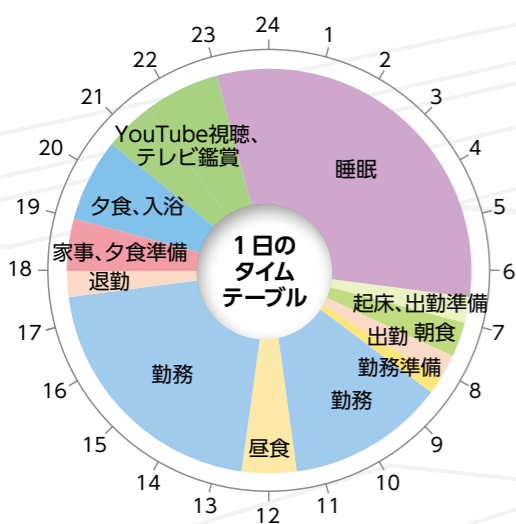 24
1
2
3
4
5
6
7
8
9
10
11
12
13
14
15
16
17
18
19
20
21
22
23
睡眠
起床、出勤準備
朝食
出勤
勤務準備
勤務
昼食
勤務
退勤
家事、夕食準備
夕食、入浴
YouTube視聴、
テレビ鑑賞
1日の
タイム
テーブル